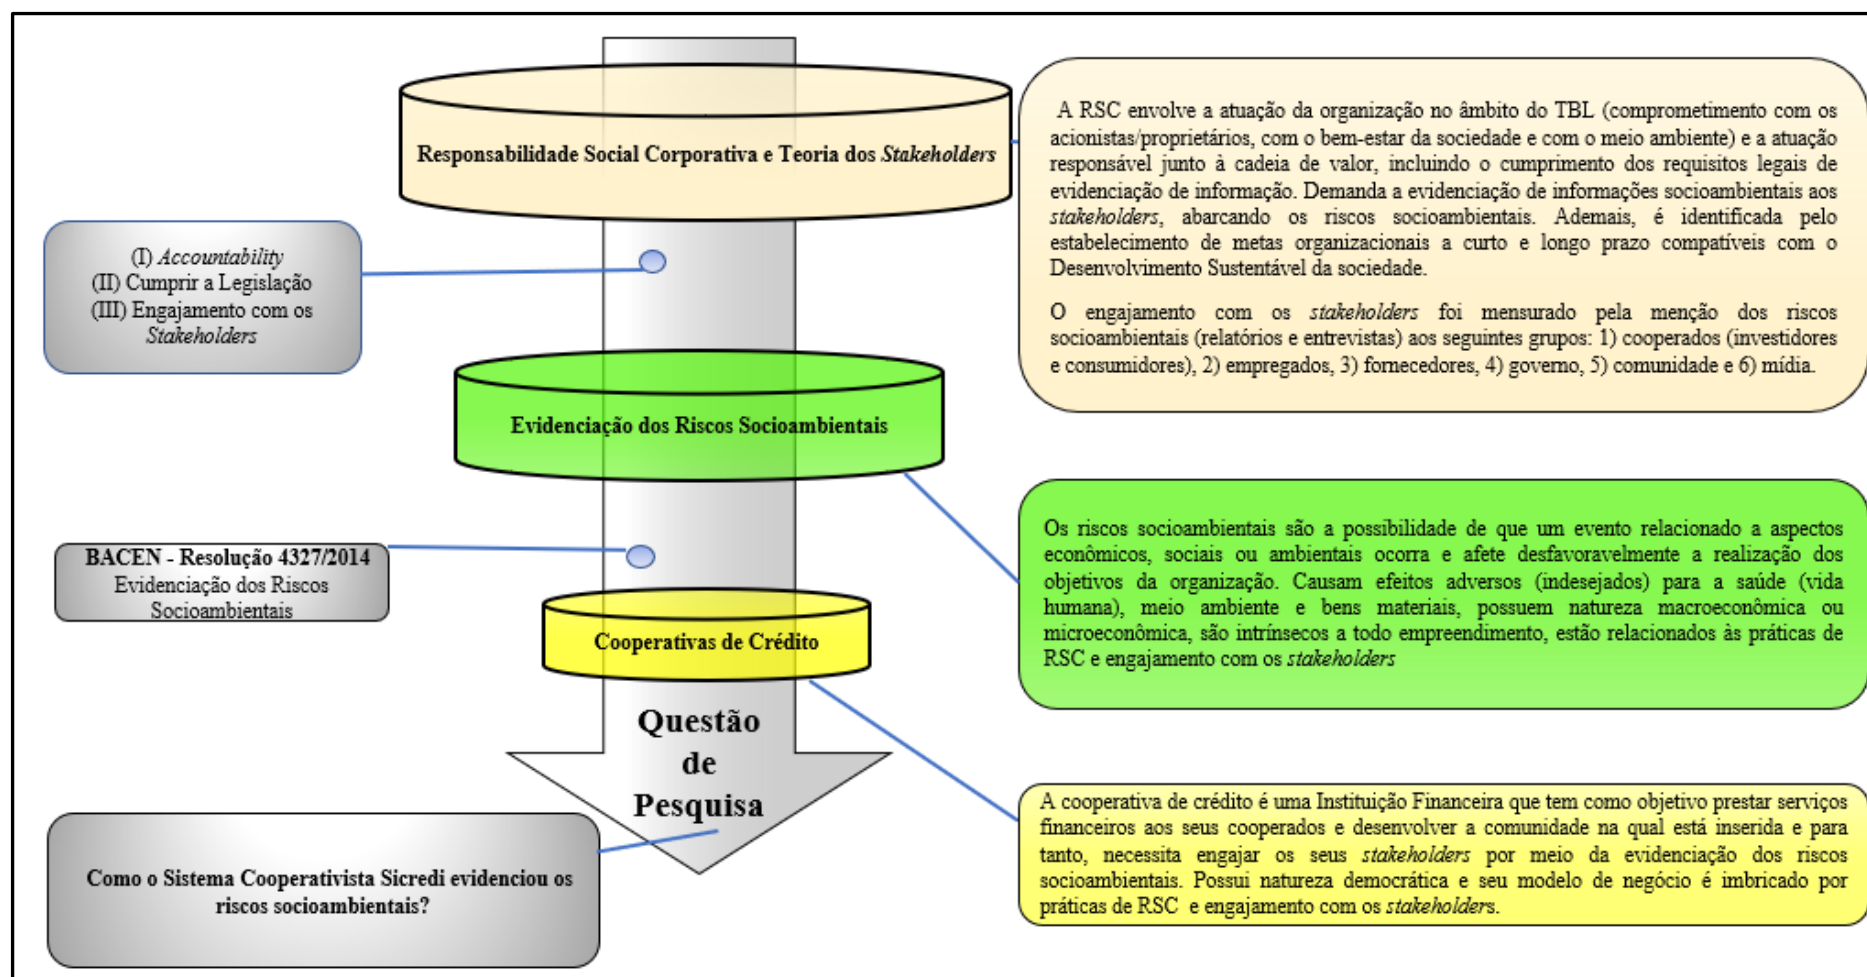 Responsabilidade Social Corporativa e Teoria dos Stakeholders
A RSC envolve a atuação da organização no âmbito do TBL (comprometimento com os
acionistas/proprietários, com o bem-estar da sociedade e com o meio ambiente) e a atuação
responsável junto à cadeia de valor, incluindo o cumprimento dos requisitos legais de
evidenciação de informação. Demanda a evidenciação de informações socioambientais aos
stakeholders, abarcando os riscos socioambientais. Ademais, é identificada pelo
estabelecimento de metas organizacionais a curto e longo prazo compatíveis com o
Desenvolvimento Sustentável da sociedade.
O engajamento com os stakeholders foi mensurado pela menção dos riscos
socioambientais (relatórios e entrevistas) aos seguintes grupos: 1) cooperados (investidores
e consumidores), 2) empregados, 3) fornecedores, 4) governo, 5) comunidade e 6) mídia.
(I) Accountability
(II) Cumprir a Legislação
(III) Engajamento com os
Stakeholders
Evidenciação dos Riscos Socioambientais
Os riscos socioambientais são a possibilidade de que um evento relacionado a aspectos
econômicos, sociais ou ambientais ocorra e afete desfavoravelmente a realização dos
objetivos da organização. Causam efeitos adversos (indesejados) para a saúde (vida
humana), meio ambiente e bens materiais, possuem natureza macroeconômica ou
microeconômica, são intrínsecos a todo empreendimento, estão relacionados às práticas de
RSC e engajamento com os stakeholders
BACEN - Resolução 4327/2014
Evidenciação dos Riscos
Socioambientais
Cooperativas de Crédito
A cooperativa de crédito é uma Instituição Financeira que tem como objetivo prestar serviços
financeiros aos seus cooperados e desenvolver a comunidade na qual está inserida e para
tanto, necessita engajar os seus stakeholders por meio da evidenciação dos riscos
socioambientais. Possui natureza democrática e seu modelo de negócio é imbricado por
práticas de RSC e engajamento com os stakeholders.
Questão
de
Pesquisa
Como o Sistema Cooperativista Sicredi evidenciou os
riscos socioambientais?